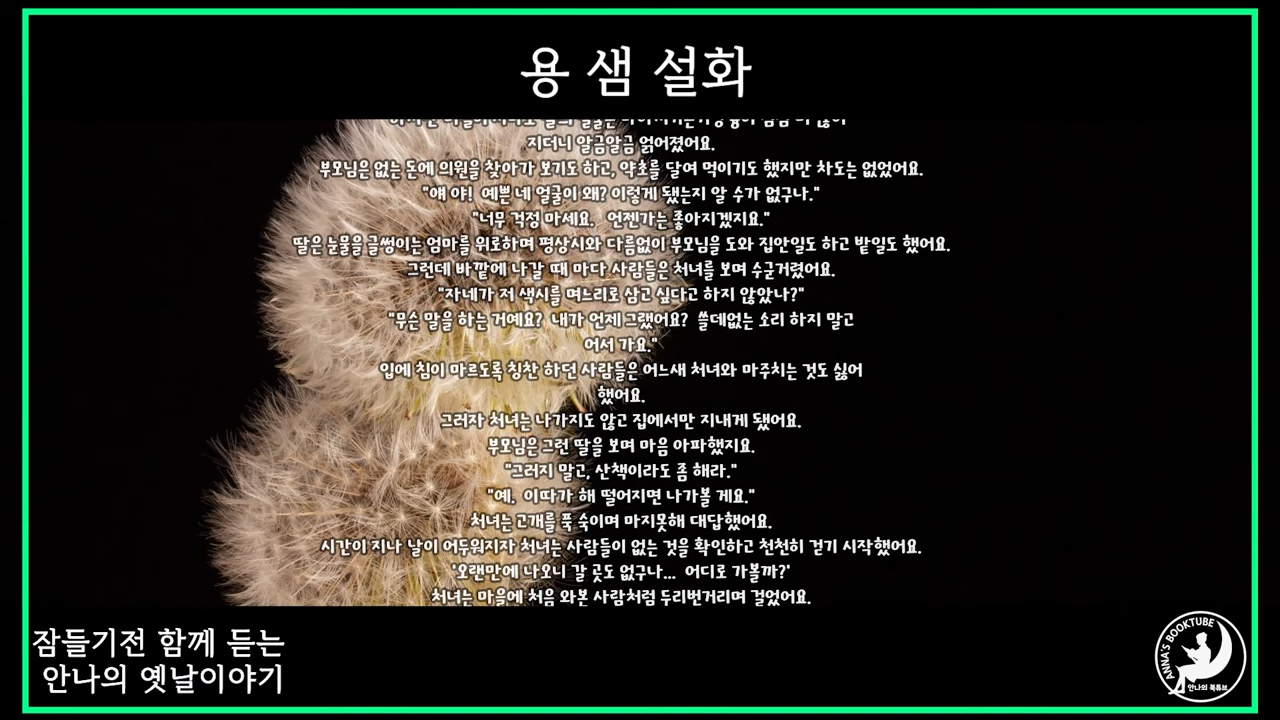 용 샘 설화
지더니 알금알금 얽어졌어요.
부모님은 없는 돈에 의원을 찾아가 보기도 하고, 약초를 달여 먹이기도 했지만 차도는 없었어요.
"얘 야!  예쁜 네 얼굴이 왜? 이렇게 됐는지 알 수가 없구나."
"너무 걱정 마세요.   언젠가는 좋아지겠지요."
딸은 눈물을 글썽이는 엄마를 위로하며 평상시와 다름없이 부모님을 도와 집안일도 하고 밭일도 했어요.
그런데 바깥에 나갈 때 마다 사람들은 처녀를 보며 수군거렸어요.
"자네가 저 색시를 며느리로 삼고 싶다고 하지 않았나?"
"무슨 말을 하는 거예요?  내가 언제 그랬어요?  쓸데없는 소리 하지 말고
어서 가요."
입에 침이 마르도록 칭찬 하던 사람들은 어느새 처녀와 마주치는 것도 싫어
했어요.
그러자 처녀는 나가지도 않고 집에서만 지내게 됐어요.
부모님은 그런 딸을 보며 마음 아파했지요.
"그러지 말고, 산책이라도 좀 해라."
"예.  이따가 해 떨어지면 나가볼 게요."
처녀는 고개를 푹 숙이며 마지못해 대답했어요.
시간이 지나 날이 어두워지자 처녀는 사람들이 없는 것을 확인하고 천천히 걷기 시작했어요.
'오랜만에 나오니 갈 곳도 없구나...  어디로 가볼까?'
처녀는 마을에 처음 와본 사람처럼 두리번거리며 걸었어요.
잠들기전 함께 듣는
안나의 옛날이야기
ANNA'S BOOKTUBE
안나의 북튜브